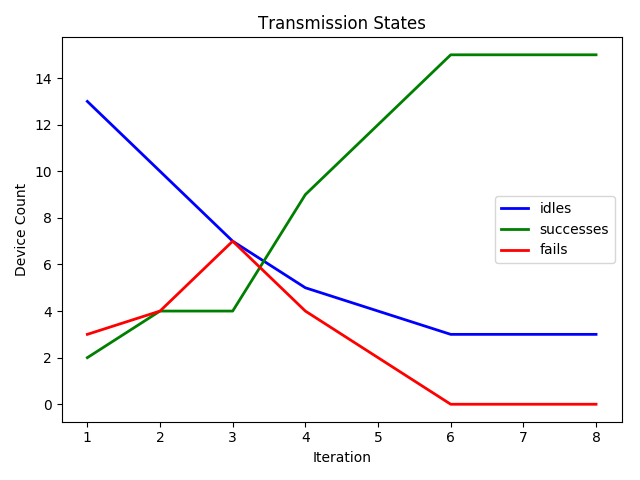 Transmission States
Device Count
14
12
10
8
6
4
2
0
idles
successes
fails
1 2 3 4 5 6 7 8
Iteration